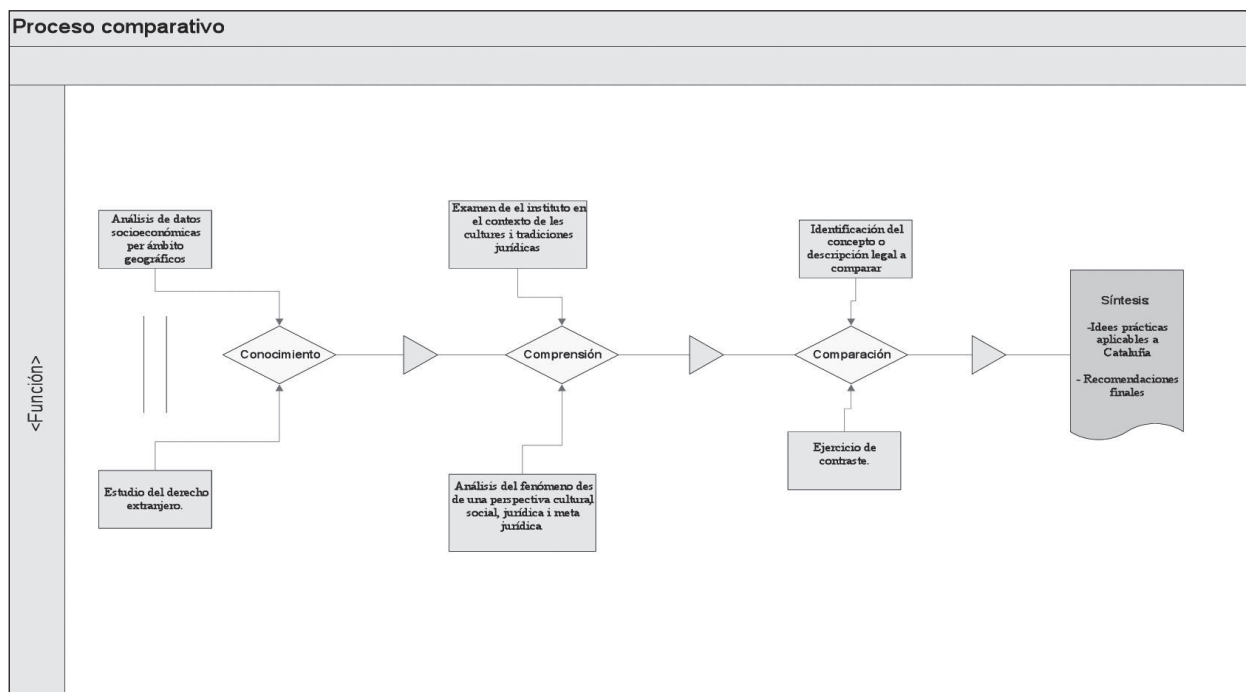 Proceso comparativo
<Función>
Análisis de datos
socioeconómicas
per ámbito
geográficos
Conocimiento
Estudio del derecho
extranjero.
Examen de el instituto en
el contexto de les
cultures i tradiciones
jurídicas
Comprensión
Análisis del fenómeno des
de una perspectiva cultural,
social, jurídica i meta
jurídica
Identificación del
concepto o
descripción legal a
comparar
Comparación
Ejercicio de
contraste.
Síntesis:
-Idees prácticas
aplicables a
Cataluña
- Recomendaciones
finales